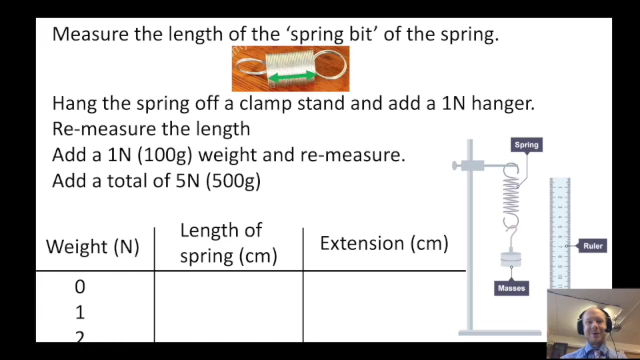 Measure the length of the ‘spring bit’ of the spring.
Hang the spring off a clamp stand and add a 1N hanger.
Re-measure the length
Add a 1N (100g) weight and re-measure.
Add a total of 5N (500g)
Spring
Ruler
Masses
Weight (N)
Length of
spring (cm)
Extension (cm)
0
1
2